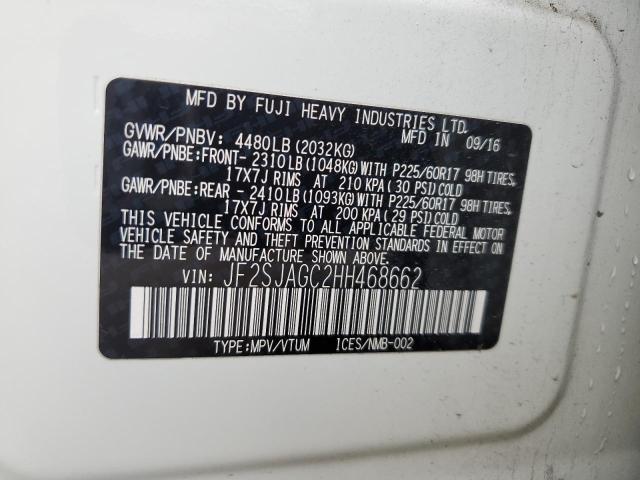 MFD BY FUJI HEAVY INDUSTRIES LTD.
GVWR/PNBV: 4480LB (2032KG) MFD IN 09/16
GAWR/PNBE:FRONT- 2310LB (1048KG) WITH P225/60R17 98H TIRES,
17X7J RIMS AT 210 KPA (30 PSI) COLD
GAWR/PNBE:REAR - 2410LB (1093KG) WITH P225/60R17 98H TIRES,
17X7J RIMS AT 200 KPA (29 PSI) COLD
THIS VEHICLE CONFORMS TO ALL APPLICABLE FEDERAL MOTOR
VEHICLE SAFETY AND THEFT PREVENTION STANDARDS IN EFFECT ON
THE DATE OF MANUFACTURE SHOWN ABOVE.
VIN: JF2SJAGC2HH468662
TYPE:MPV/VTUM ICES/NMB-002